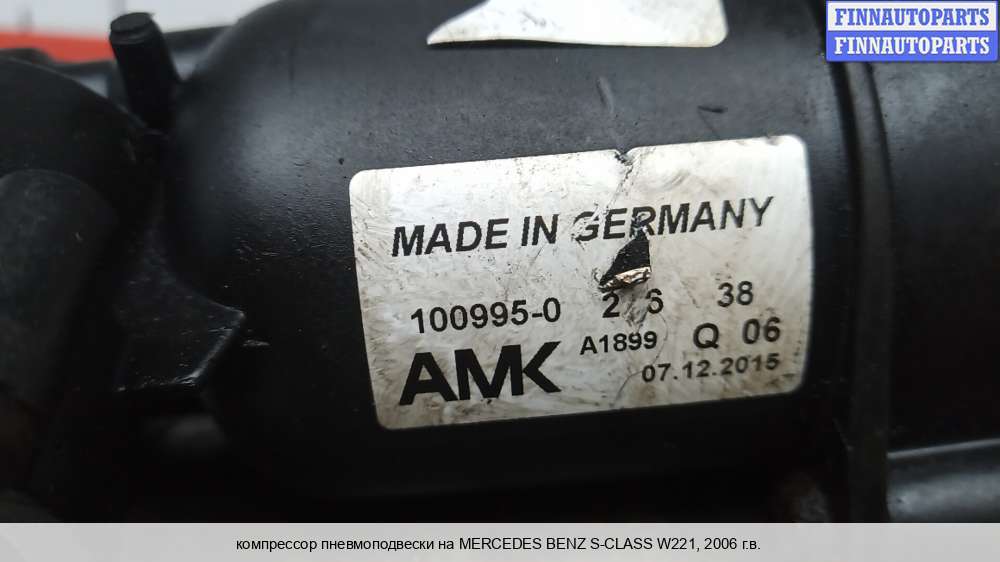 FINNAUTOPARTS
FINNAUTOPARTS
MADE IN GERMANY
100995-0 2 6 38
AMK A1899 Q 06
07.12.2015
компрессор пневмоподвески на MERCEDES BENZ S-CLASS W221, 2006 г.в.